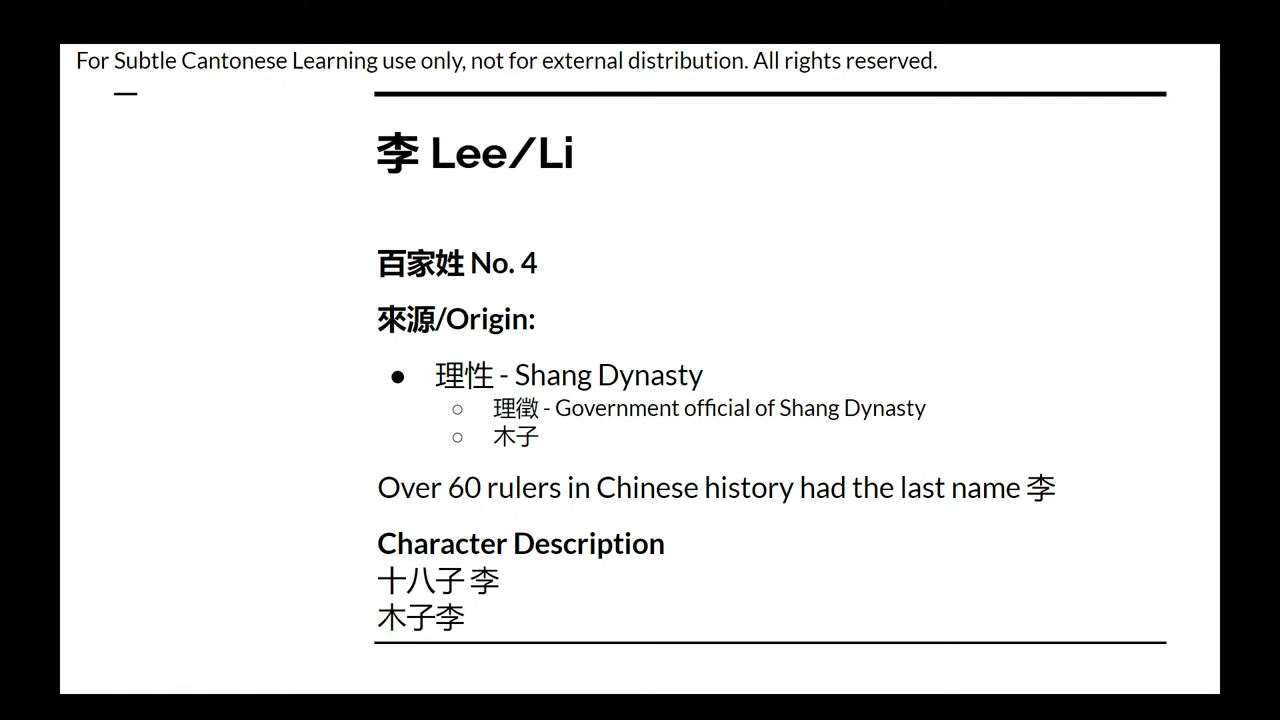 For Subtle Cantonese Learning use only, not for external distribution. All rights reserved.
李 Lee/Li
百家姓 No. 4
來源/Origin:
● 理性 - Shang Dynasty
○ 理徵 - Government official of Shang Dynasty
○ 木子
Over 60 rulers in Chinese history had the last name 李
Character Description
十八子 李
木子李